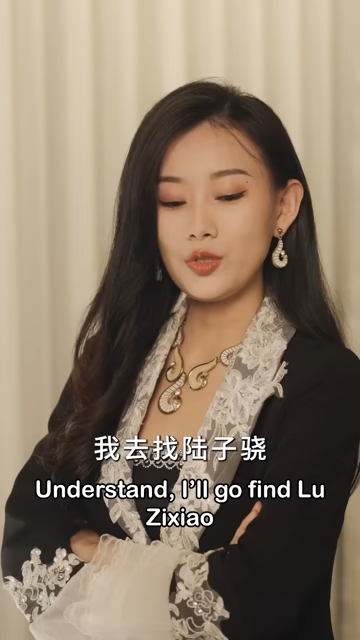 我去找陆子骁
Understand, I'll go find Lu
Zixiao